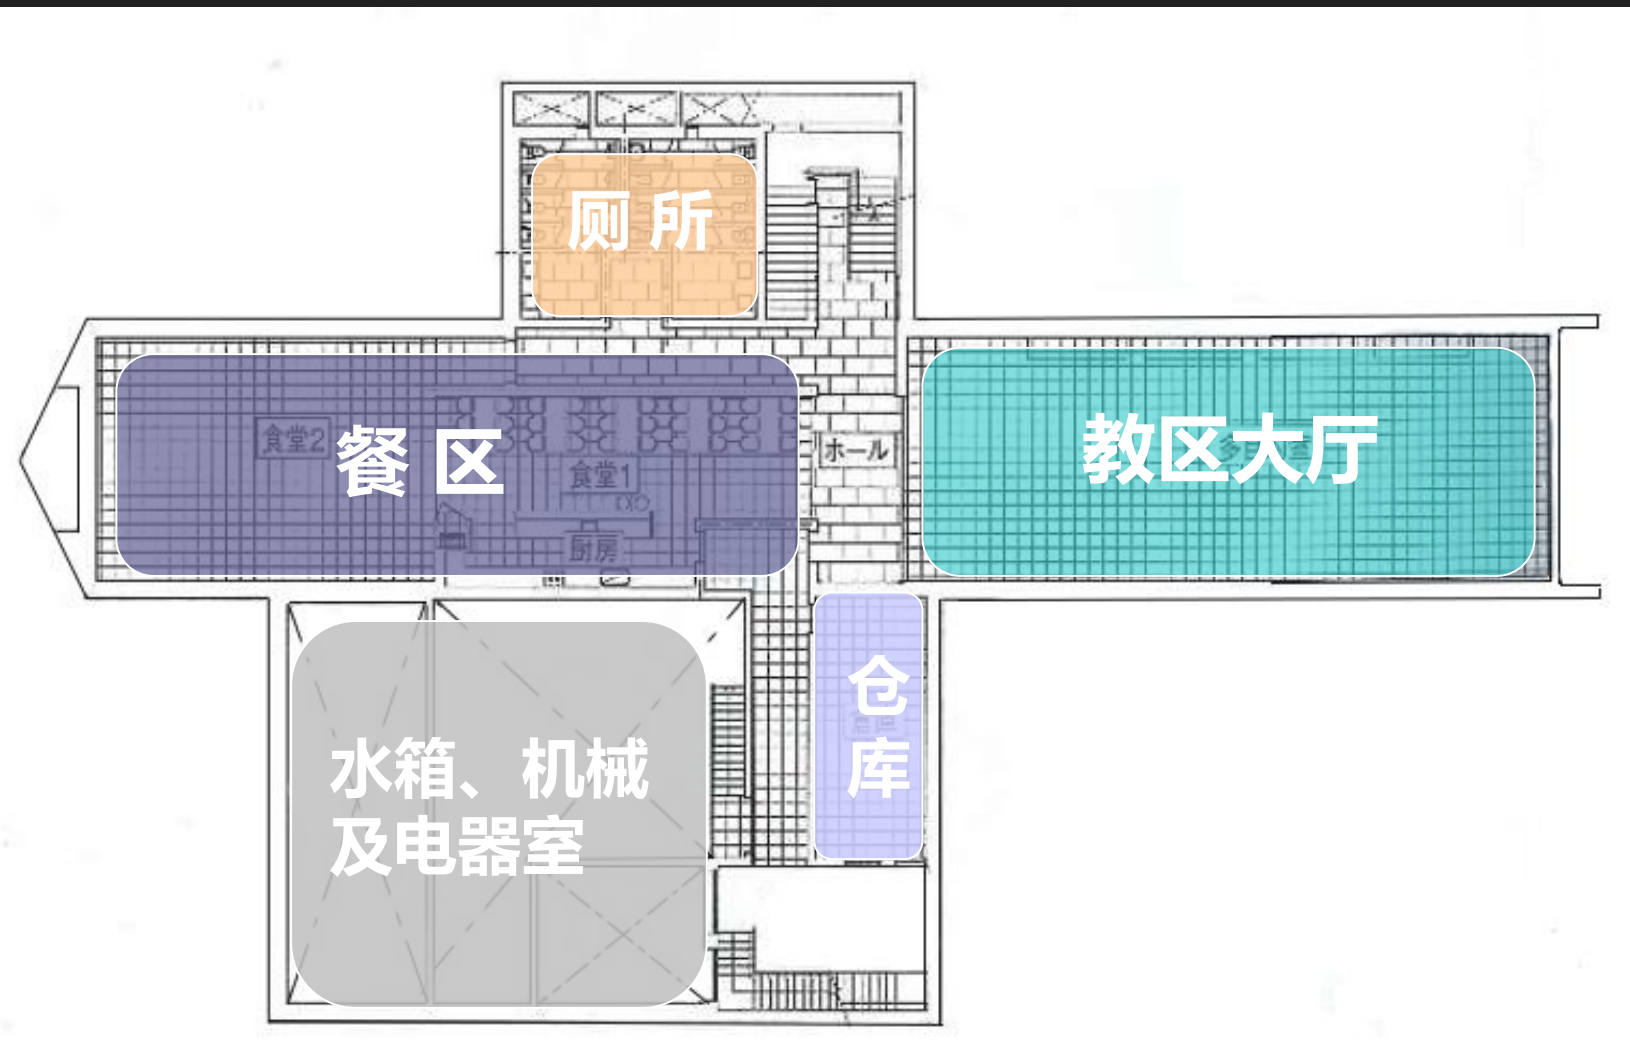 厕 所
食堂2
餐 区
食堂1
厨房
ホール
教区大厅
仓
库
水箱、机械
及电器室